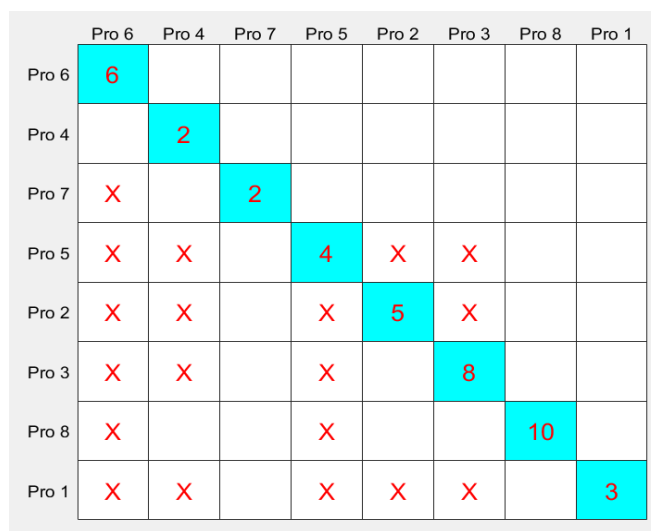 Pro 6 Pro 4 Pro 7 Pro 5 Pro 2 Pro 3 Pro 8 Pro 1
Pro 6 6
Pro 4 2
Pro 7 X 2
Pro 5 X X 4 X X
Pro 2 X X X 5 X
Pro 3 X X X 8
Pro 8 X X 10
Pro 1 X X X X X 3